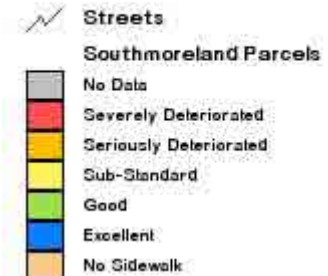 Streets
Southmoreland Parcels
No Data
Severely Deteriorated
Seriously Deteriorated
Sub-Standard
Good
Excellent
No Sidewalk